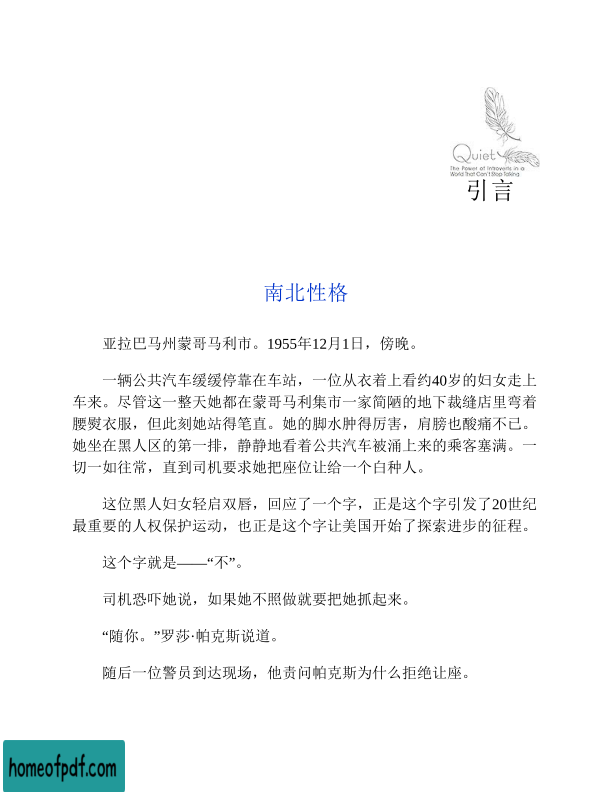 Quiet
The Power of Introverts in a
World That Can't Stop Talking
引言
南北性格
亚拉巴马州蒙哥马利市。1955年12月1日，傍晚。
一辆公共汽车缓缓停靠在车站，一位从衣着上看约40岁的妇女走上
车来。尽管这一整天她都在蒙哥马利集市一家简陋的地下裁缝店里弯着
腰熨衣服，但此刻她站得笔直。她的脚水肿得厉害，肩膀也酸痛不已。
她坐在黑人区的第一排，静静地看着公共汽车被涌上来的乘客塞满。一
切一如往常，直到司机要求她把座位让给一个白种人。
这位黑人妇女轻启双唇，回应了一个字，正是这个字引发了20世纪
最重要的人权保护运动，也正是这个字让美国开始了探索进步的征程。
这个字就是——“不”。
司机恐吓她说，如果她不照做就要把她抓起来。
“随你。”罗莎·帕克斯说道。
随后一位警员到达现场，他责问帕克斯为什么拒绝让座。
homeofpdf.com